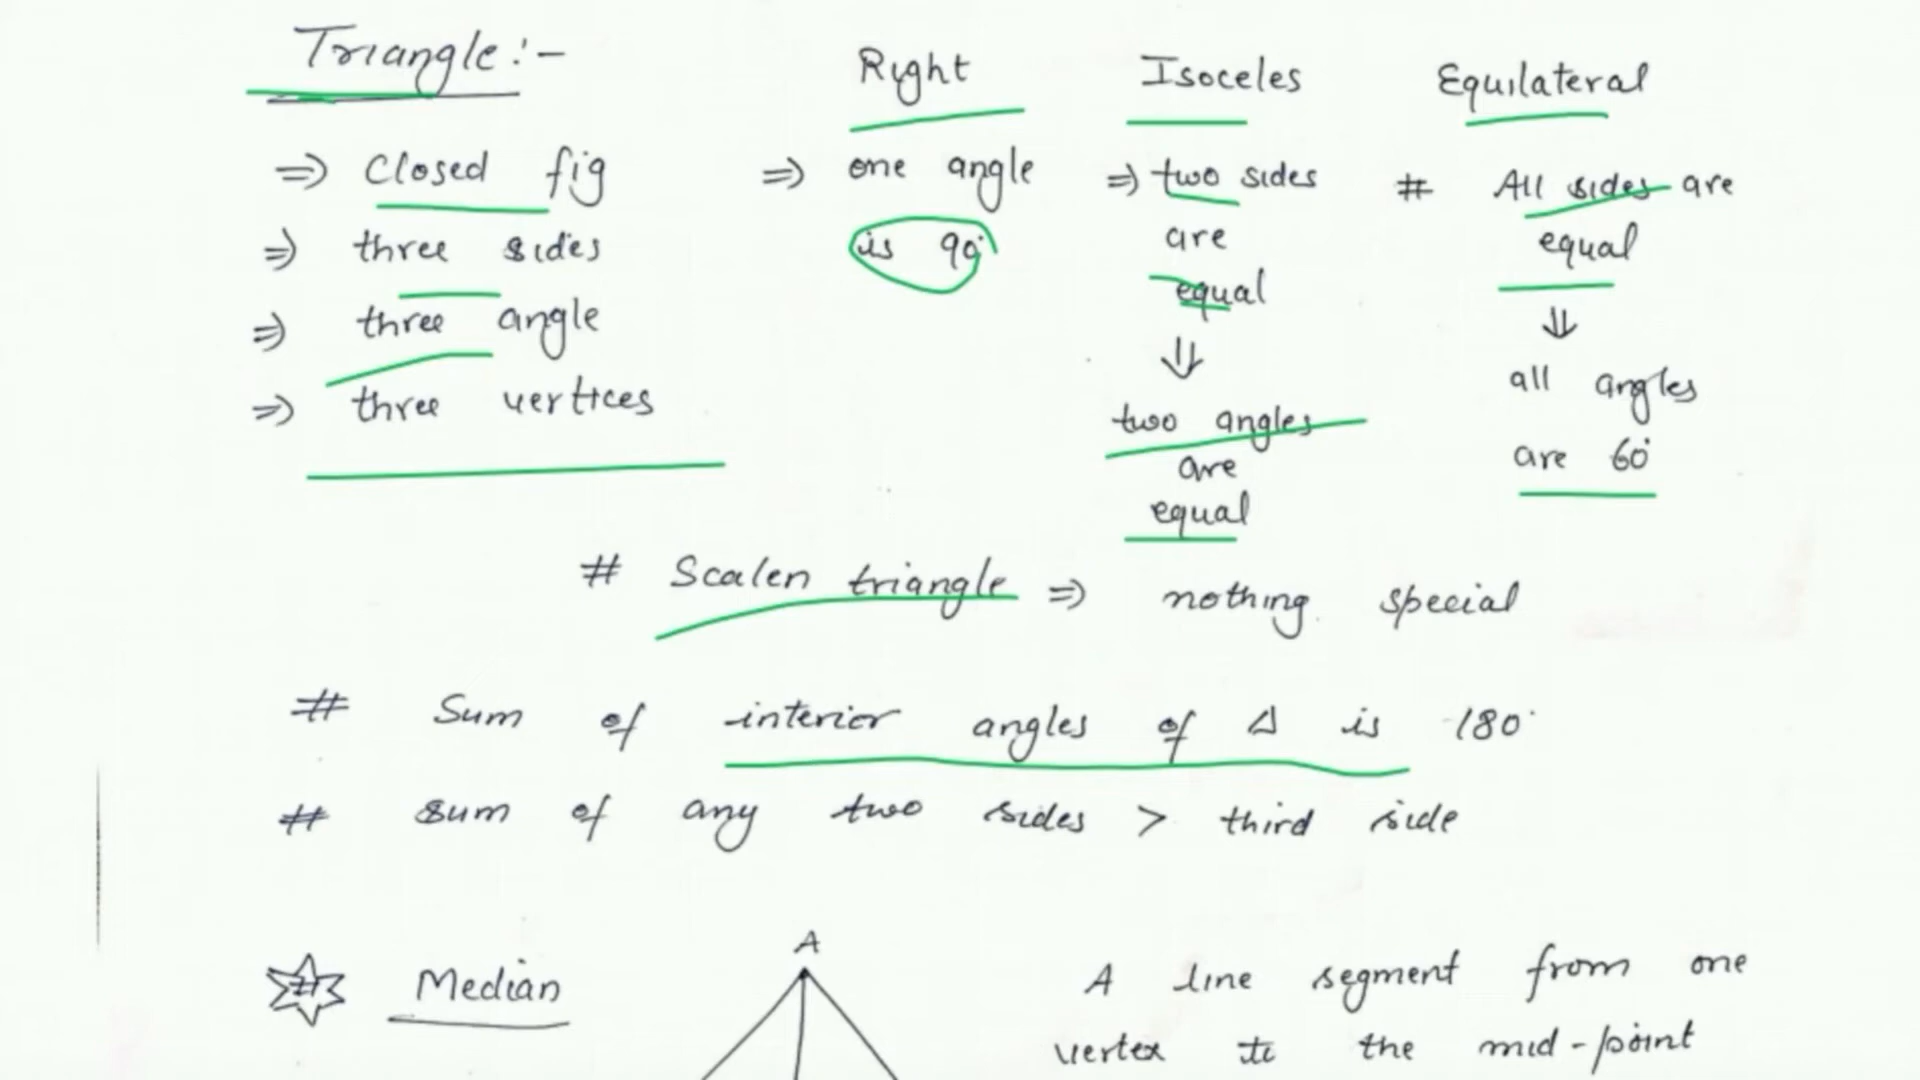 Triangle:-
⇒ Closed fig
⇒ three sides
⇒ three angle
⇒ three vertices
Right
⇒ one angle
is 90°
Isoceles
⇒ two sides
are
equal
⇓
two angles
are
equal
Equilateral
# All sides are
equal
⇓
all angles
are 60°
# Scalen triangle ⇒ nothing special
# Sum of interior angles of Δ is 180°
# sum of any two sides > third side
# Median
A
A line segment from one
vertex to the mid-point